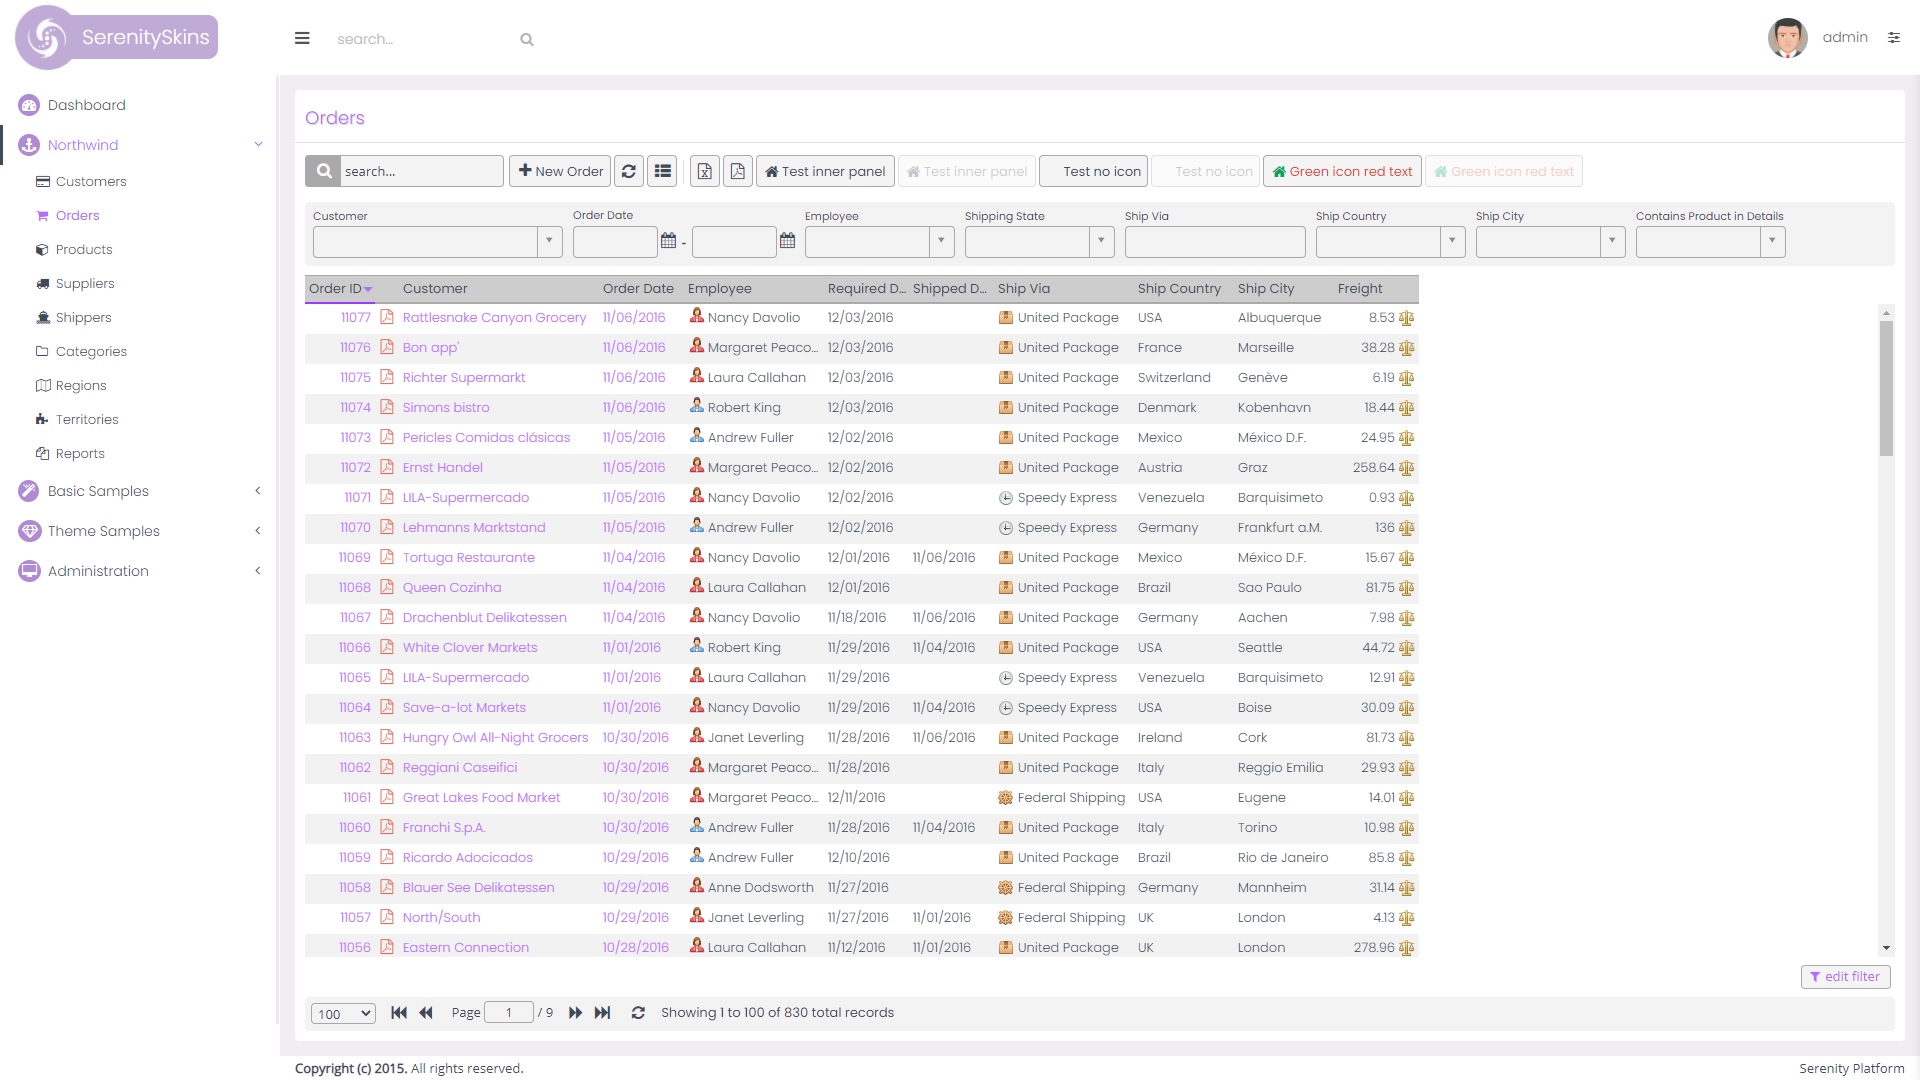 SerenitySkins
search...
admin
Dashboard
Northwind
Customers
Orders
Products
Suppliers
Shippers
Categories
Regions
Territories
Reports
Basic Samples
Theme Samples
Administration
Orders
search... New Order Test inner panel Test inner panel Test no icon Test no icon Green icon red text Green icon red text
Customer Order Date Employee Shipping State Ship Via Ship Country Ship City Contains Product in Details
-
Order ID Customer Order Date Employee Required D... Shipped D... Ship Via Ship Country Ship City Freight
11077 Rattlesnake Canyon Grocery 11/06/2016 Nancy Davolio 12/03/2016 United Package USA Albuquerque 8.53
11076 Bon app' 11/06/2016 Margaret Peaco... 12/03/2016 United Package France Marseille 38.28
11075 Richter Supermarkt 11/06/2016 Laura Callahan 12/03/2016 United Package Switzerland Genève 6.19
11074 Simons bistro 11/06/2016 Robert King 12/03/2016 United Package Denmark Kobenhavn 18.44
11073 Pericles Comidas clásicas 11/05/2016 Andrew Fuller 12/02/2016 United Package Mexico México D.F. 24.95
11072 Ernst Handel 11/05/2016 Margaret Peaco... 12/02/2016 United Package Austria Graz 258.64
11071 LILA-Supermercado 11/05/2016 Nancy Davolio 12/02/2016 Speedy Express Venezuela Barquisimeto 0.93
11070 Lehmanns Marktstand 11/05/2016 Andrew Fuller 12/02/2016 Speedy Express Germany Frankfurt a.M. 136
11069 Tortuga Restaurante 11/04/2016 Nancy Davolio 12/01/2016 11/06/2016 United Package Mexico México D.F. 15.67
11068 Queen Cozinha 11/04/2016 Laura Callahan 12/01/2016 United Package Brazil Sao Paulo 81.75
11067 Drachenblut Delikatessen 11/04/2016 Nancy Davolio 11/18/2016 11/06/2016 United Package Germany Aachen 7.98
11066 White Clover Markets 11/01/2016 Robert King 11/29/2016 11/04/2016 United Package USA Seattle 44.72
11065 LILA-Supermercado 11/01/2016 Laura Callahan 11/29/2016 Speedy Express Venezuela Barquisimeto 12.91
11064 Save-a-lot Markets 11/01/2016 Nancy Davolio 11/29/2016 11/04/2016 Speedy Express USA Boise 30.09
11063 Hungry Owl All-Night Grocers 10/30/2016 Janet Leverling 11/28/2016 11/06/2016 United Package Ireland Cork 81.73
11062 Reggiani Caseifici 10/30/2016 Margaret Peaco... 11/28/2016 United Package Italy Reggio Emilia 29.93
11061 Great Lakes Food Market 10/30/2016 Margaret Peaco... 12/11/2016 Federal Shipping USA Eugene 14.01
11060 Franchi S.p.A. 10/30/2016 Andrew Fuller 11/28/2016 11/04/2016 United Package Italy Torino 10.98
11059 Ricardo Adocicados 10/29/2016 Andrew Fuller 12/10/2016 United Package Brazil Rio de Janeiro 85.8
11058 Blauer See Delikatessen 10/29/2016 Anne Dodsworth 11/27/2016 Federal Shipping Germany Mannheim 31.14
11057 North/South 10/29/2016 Janet Leverling 11/27/2016 11/01/2016 Federal Shipping UK London 4.13
11056 Eastern Connection 10/28/2016 Laura Callahan 11/12/2016 11/01/2016 United Package UK London 278.96
edit filter
100 Page 1 / 9 Showing 1 to 100 of 830 total records
Copyright (c) 2015. All rights reserved. Serenity Platform